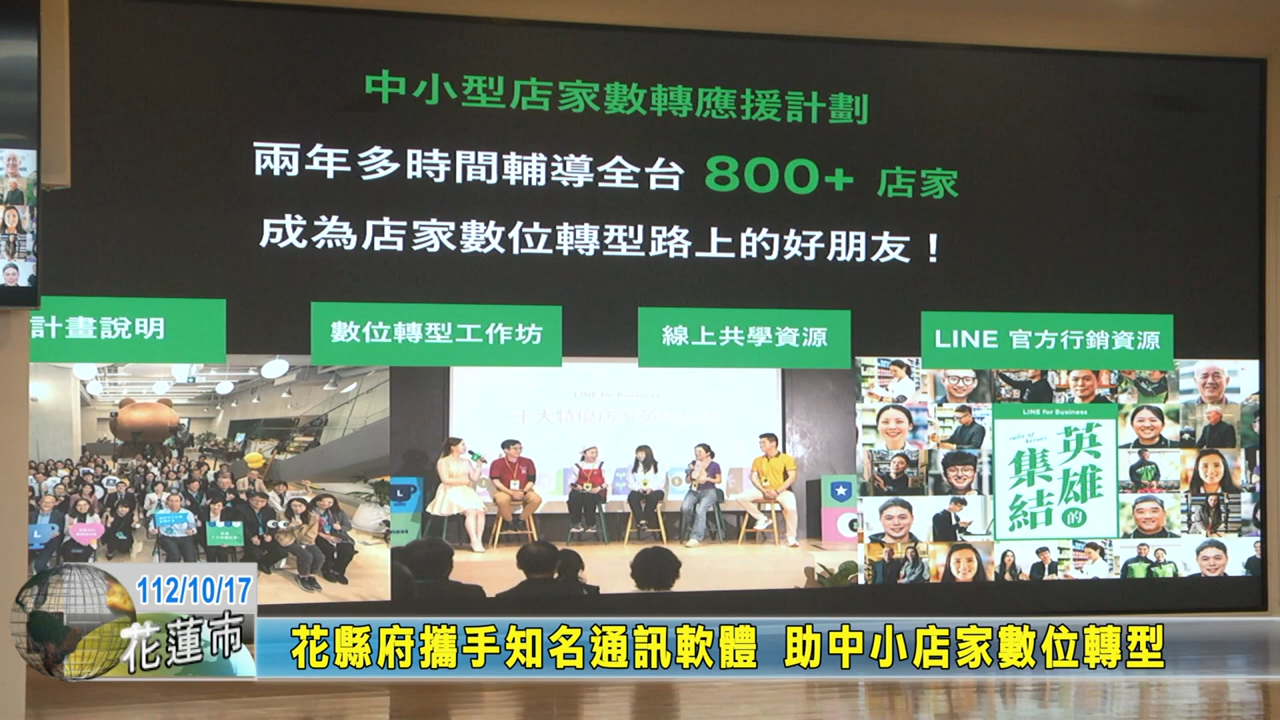 中小型店家數轉應援計劃
兩年多時間輔導全台 800+ 店家
成為店家數位轉型路上的好朋友！
計畫說明
數位轉型工作坊
線上共學資源
LINE 官方行銷資源
LINE for Business
LINE for Business
英雄的
集結
112/10/17
花蓮市
花縣府攜手知名通訊軟體 助中小店家數位轉型